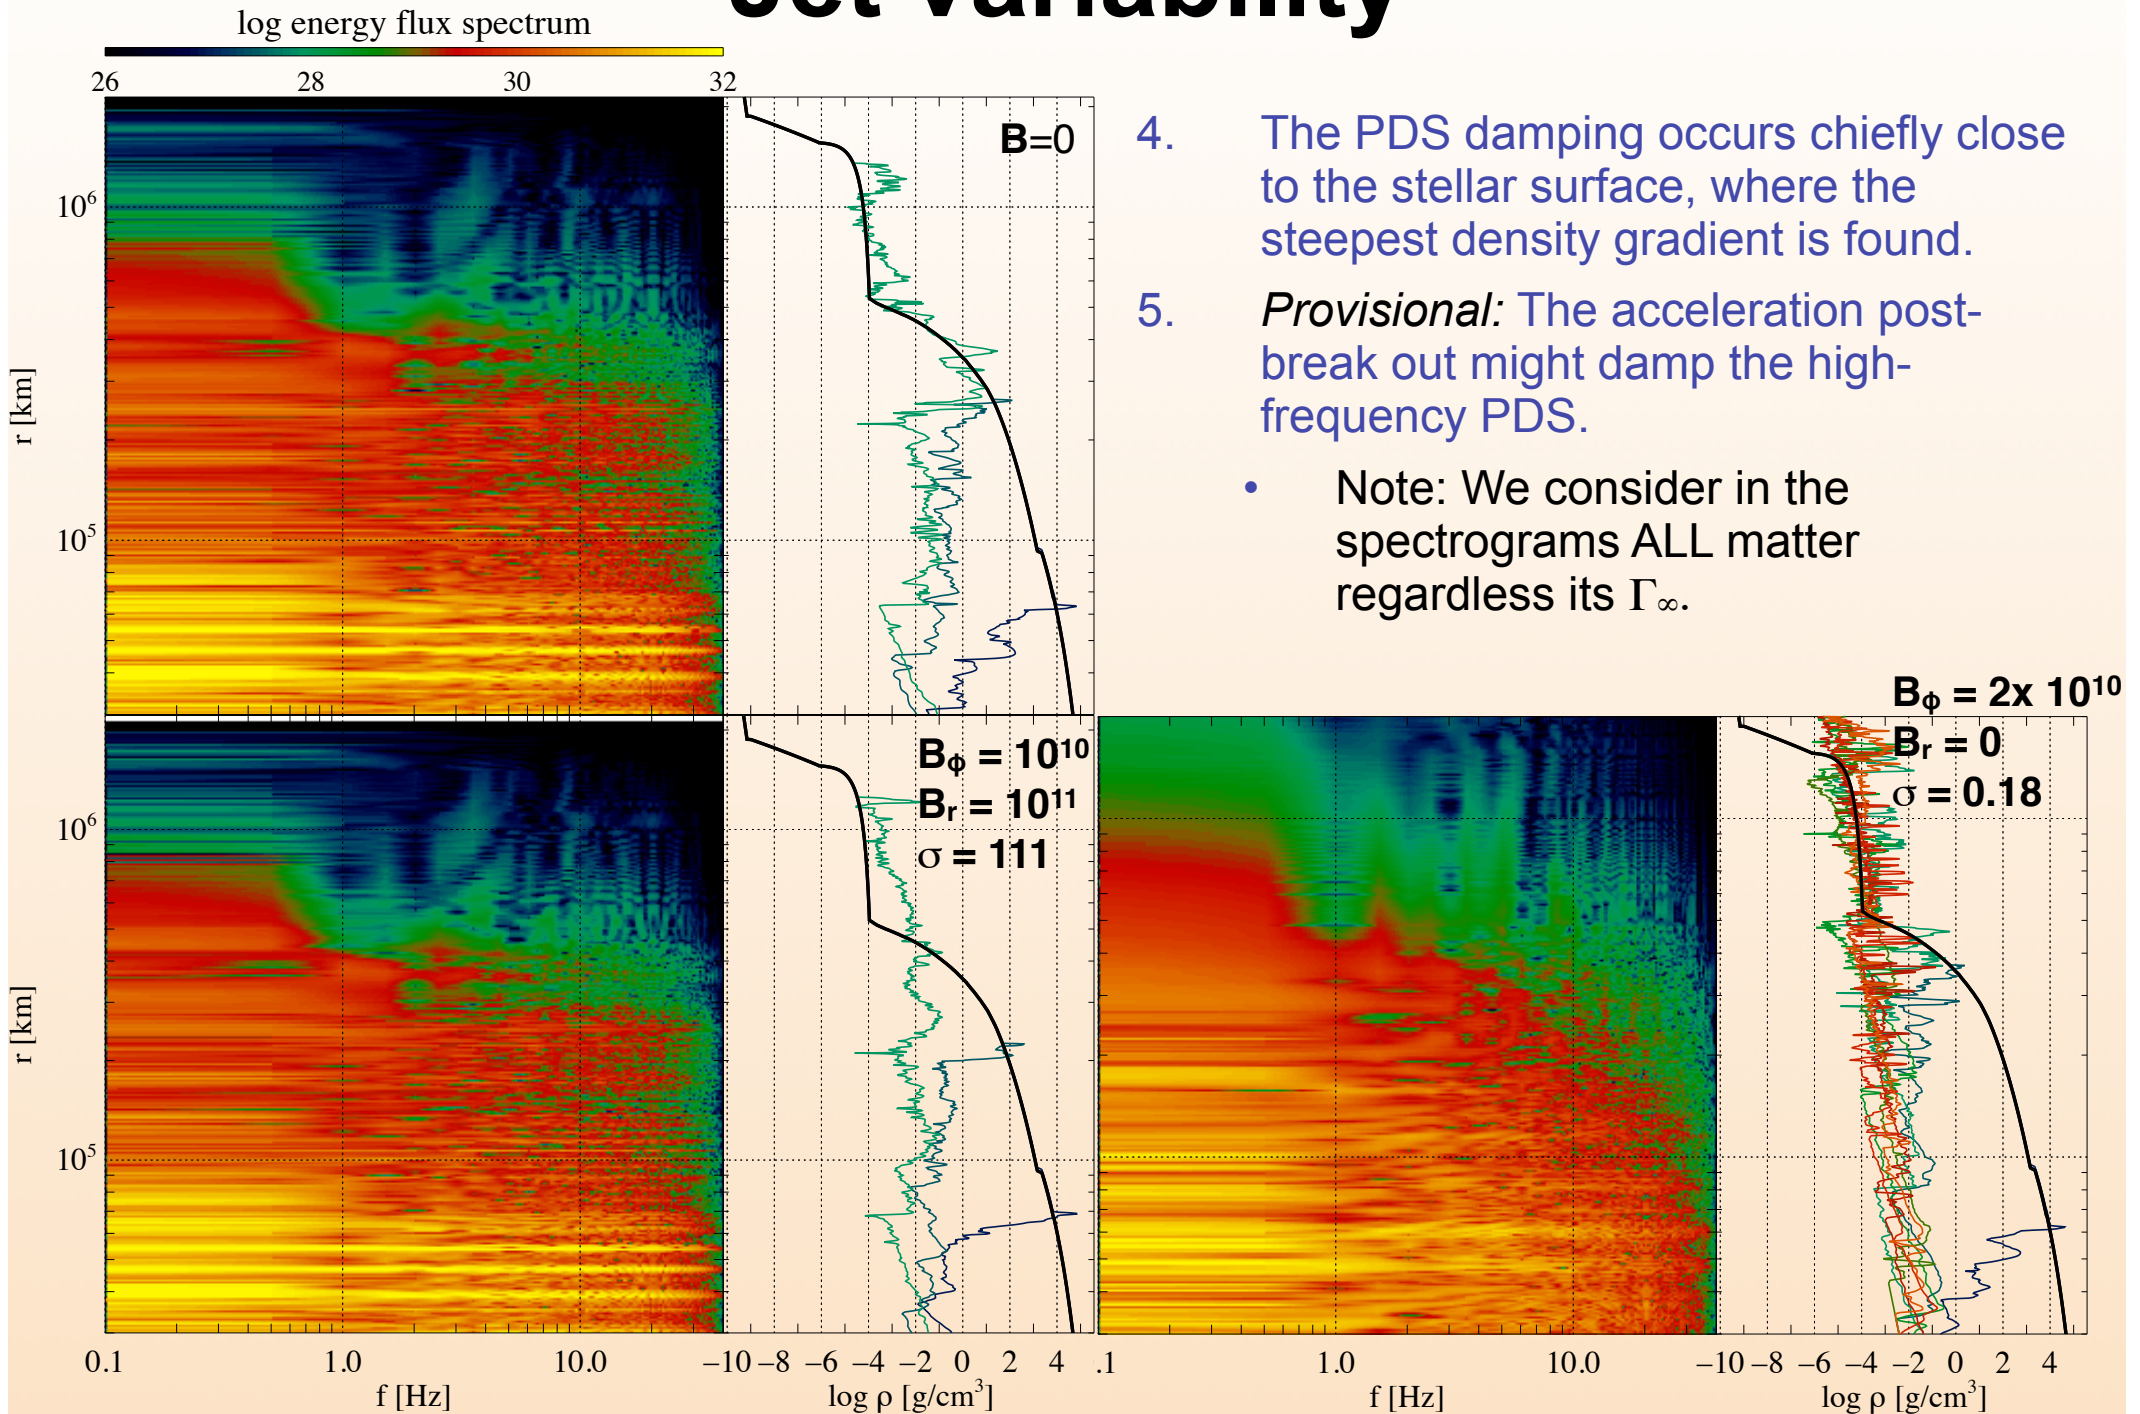 Jet variability
log energy flux spectrum
26 28 30 32
B=0
4. The PDS damping occurs chiefly close
to the stellar surface, where the
steepest density gradient is found.
5. Provisional: The acceleration post-
break out might damp the high-
frequency PDS.
• Note: We consider in the
spectrograms ALL matter
regardless its Γ∞.
10⁶
10⁵
r [km]
Bϕ = 10¹⁰
Br = 10¹¹
σ = 111
Bϕ = 2x 10¹⁰
Br = 0
σ = 0.18
10⁶
10⁵
r [km]
0.1 1.0 10.0 −10 −8 −6 −4 −2 0 2 4 .1 1.0 10.0 −10 −8 −6 −4 −2 0 2 4
f [Hz] log ρ [g/cm³] f [Hz] log ρ [g/cm³]